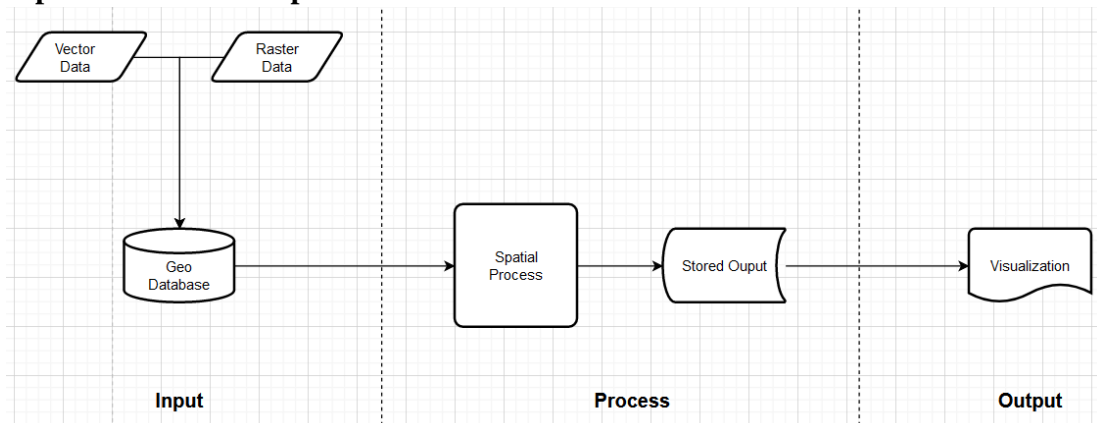 Vector
Data
Raster
Data
Geo
Database
Spatial
Process
Stored Ouput
Visualization
Input
Process
Output